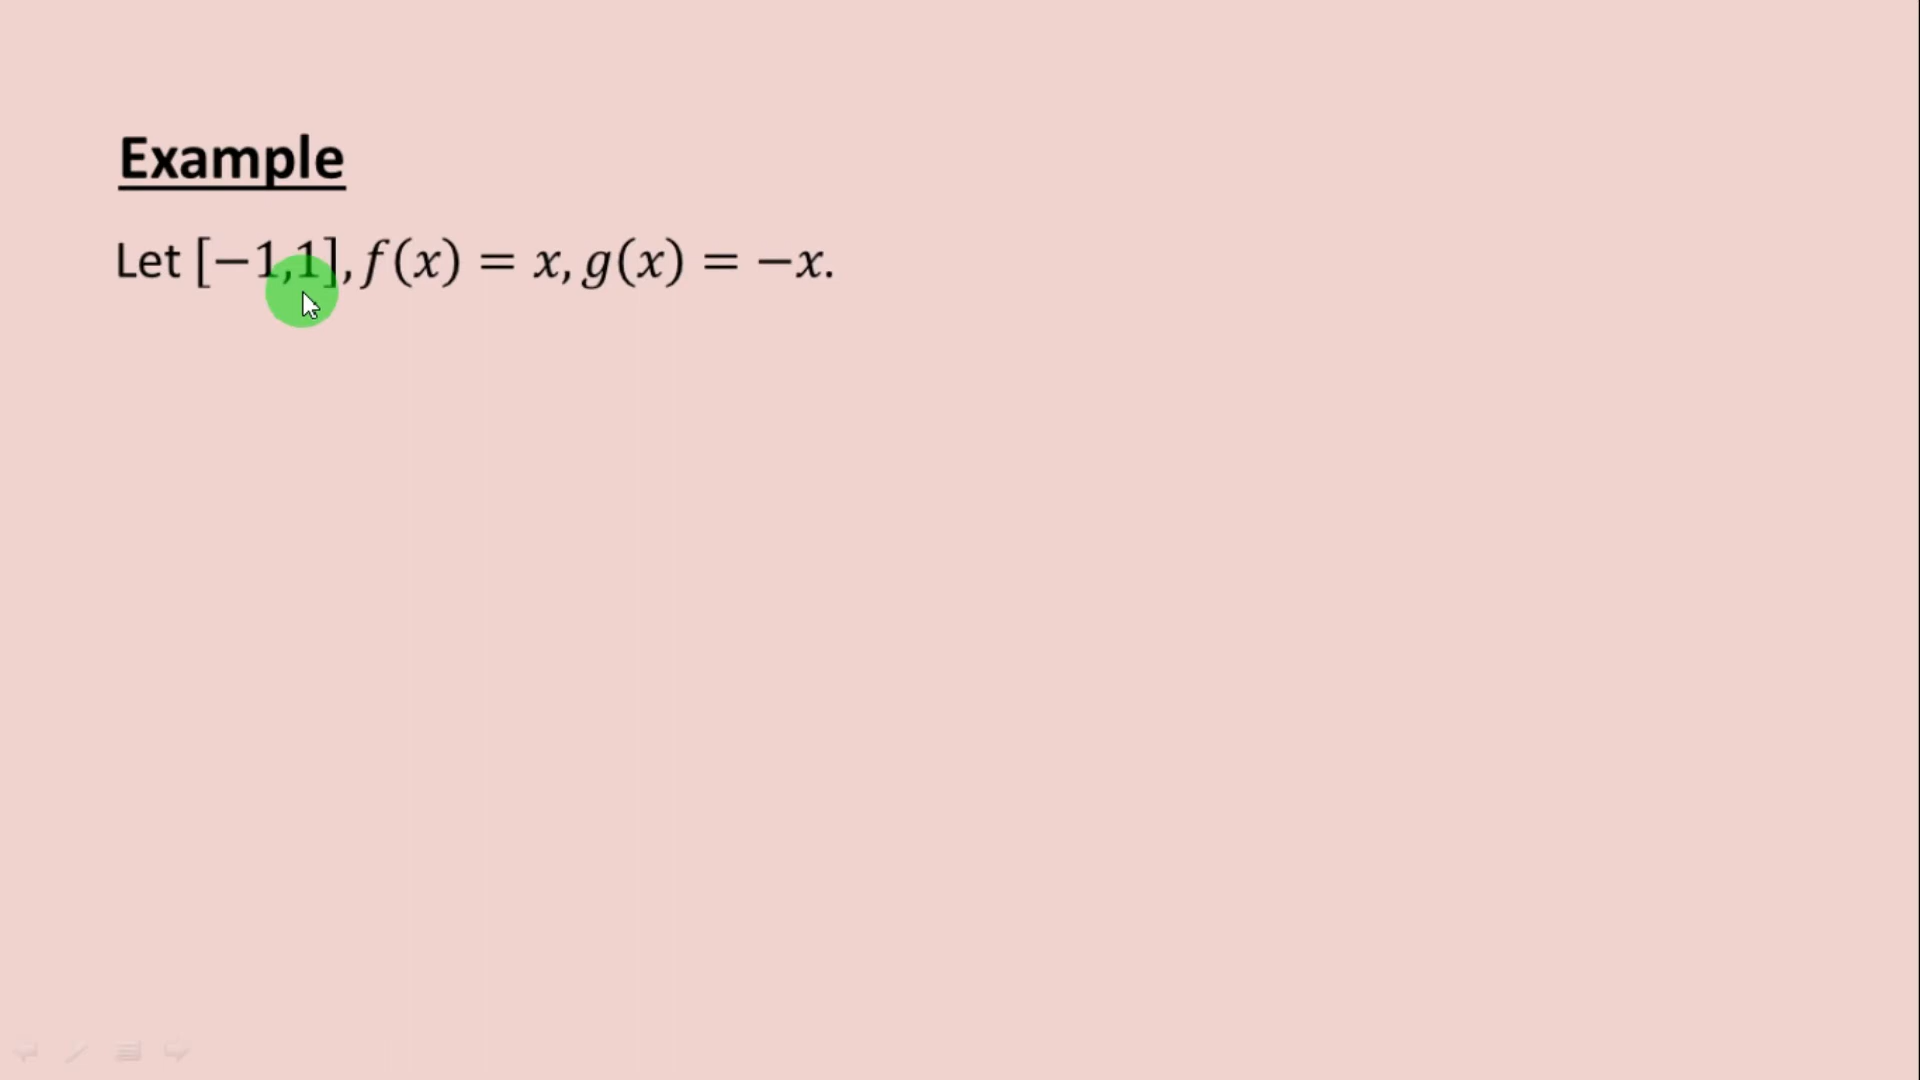 Example
Let [−1,1], f(x) = x, g(x) = −x.